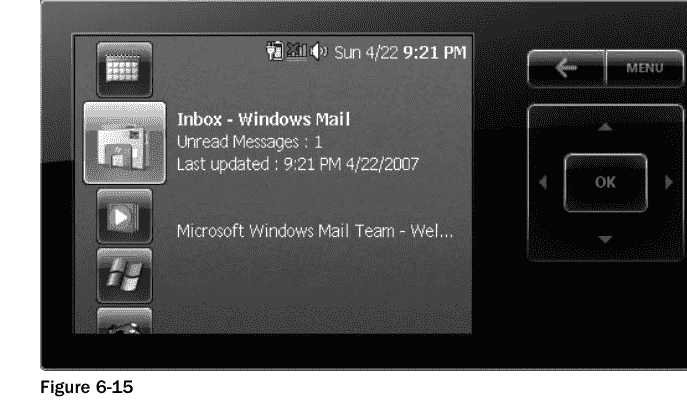 Sun 4/22 9:21 PM
MENU
Inbox - Windows Mail
Unread Messages : 1
Last updated : 9:21 PM 4/22/2007
OK
Microsoft Windows Mail Team - Wel...
Figure 6-15